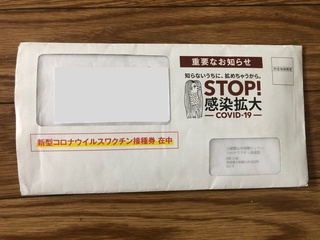 重要なお知らせ
知らないうちに、拡めちゃうから。
STOP!
感染拡大
COVID-19
新型コロナウイルスワクチン接種券 在中